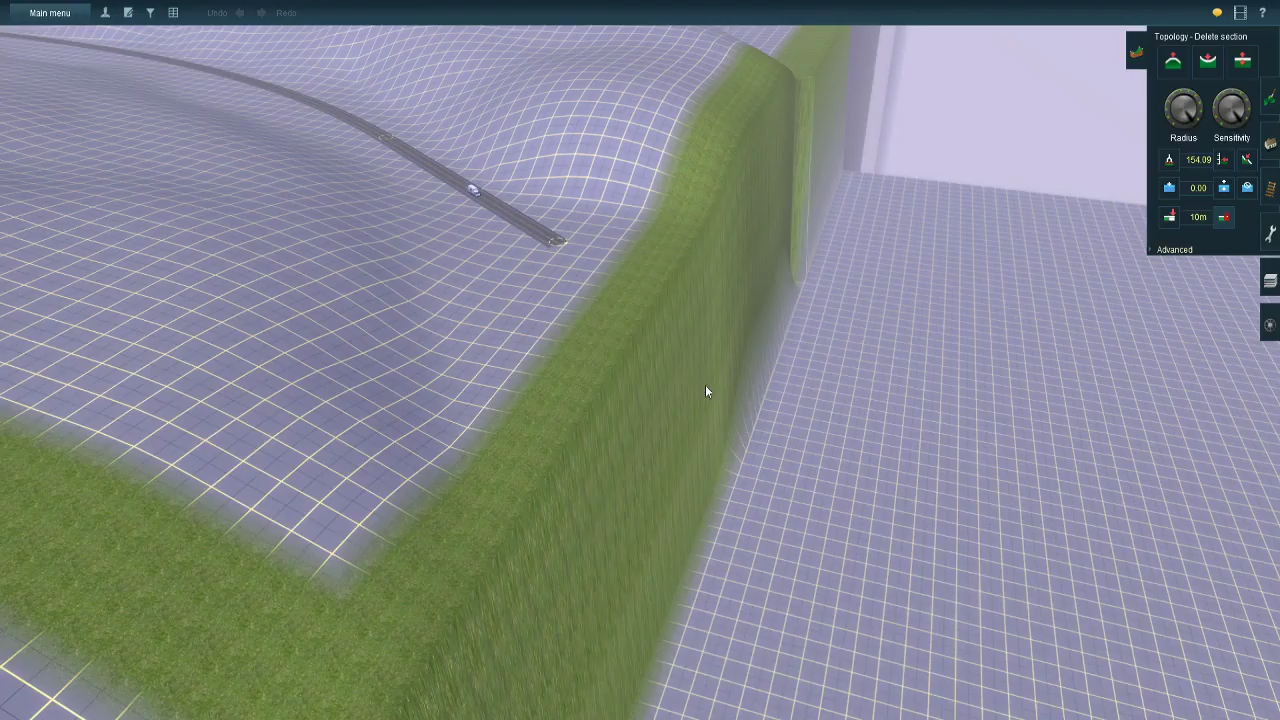 Main menu
Undo
Redo
?
Topology - Delete section
Radius
Sensitivity
154.09
0.00
10m
Advanced